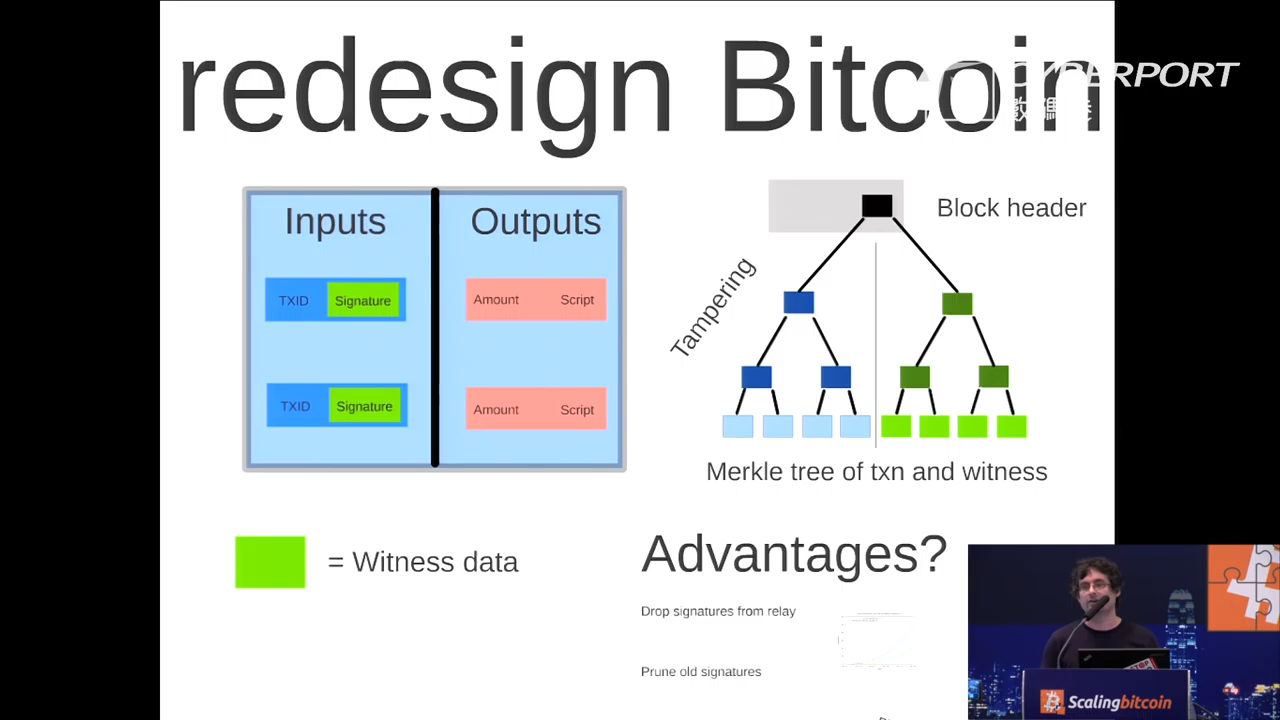 redesign Bitcoin
CYBERPORT
Inputs
Outputs
TXID
Signature
Amount
Script
TXID
Signature
Amount
Script
= Witness data
Block header
Tampering
Merkle tree of txn and witness
Advantages?
Drop signatures from relay
Prune old signatures
Scalingbitcoin